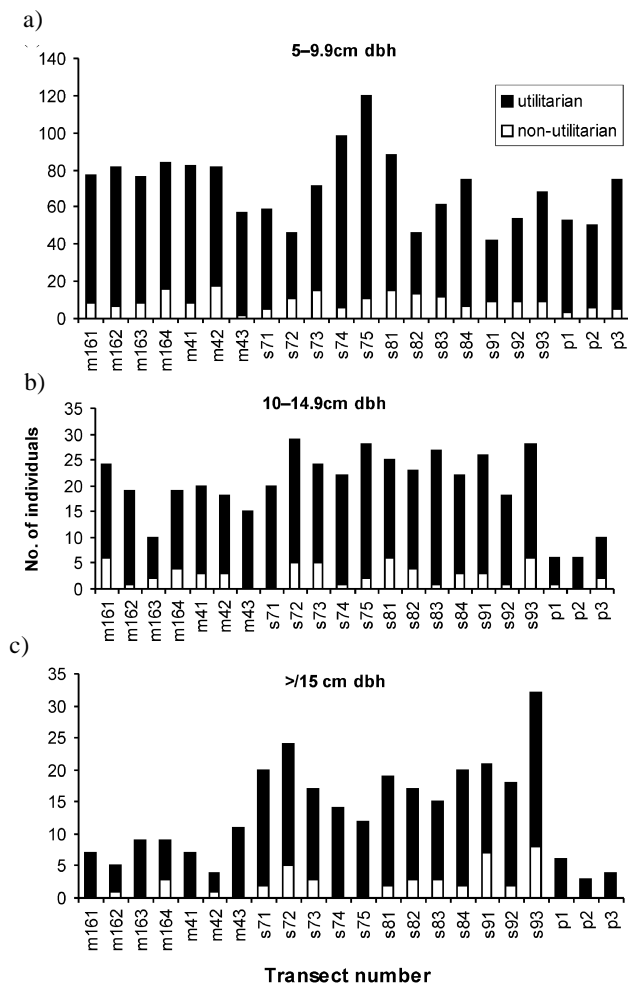 a)
5–9.9cm dbh
140
120
100
80
60
40
20
0
utilitarian
non-utilitarian
m161 m162 m163 m164 m41 m42 m43 s71 s72 s73 s74 s75 s81 s82 s83 s84 s91 s92 s93 p1 p2 p3
b)
10–14.9cm dbh
No. of individuals
35
30
25
20
15
10
5
0
m161 m162 m163 m164 m41 m42 m43 s71 s72 s73 s74 s75 s81 s82 s83 s84 s91 s92 s93 p1 p2 p3
c)
>/15 cm dbh
35
30
25
20
15
10
5
0
m161 m162 m163 m164 m41 m42 m43 s71 s72 s73 s74 s75 s81 s82 s83 s84 s91 s92 s93 p1 p2 p3
Transect number